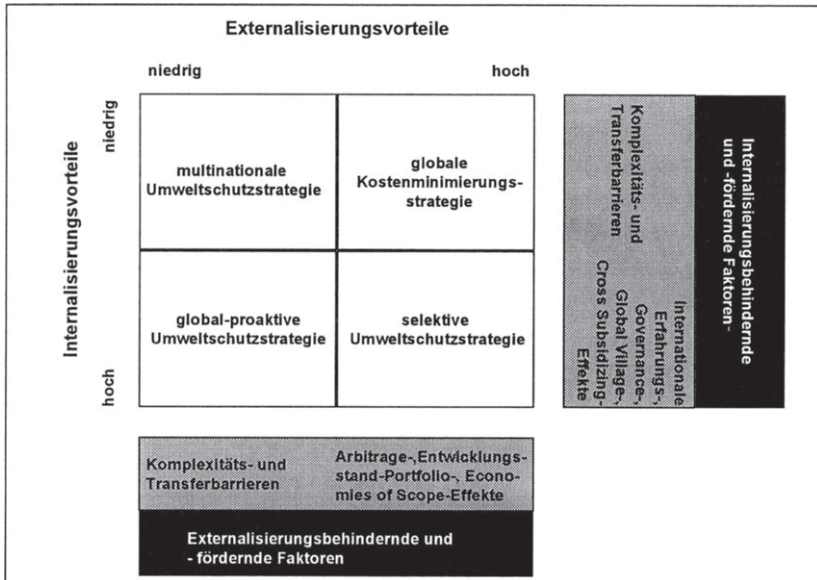 Externalisierungsvorteile
niedrig
hoch
Internalisierungsvorteile
niedrig
hoch
multinationale
Umweltschutzstrategie
globale
Kostenminimierungs-
strategie
global-proaktive
Umweltschutzstrategie
selektive
Umweltschutzstrategie
Komplexitäts- und
Transferbarrieren
Internationale
Erfahrungs-,
Governance-,
Global Village-,
Cross Subsidizing-
Effekte
Internalisierungsbehindernde
und -fördernde Faktoren-
Komplexitäts- und
Transferbarrieren
Arbitrage-,Entwicklungs-
stand-Portfolio-, Econo-
mies of Scope-Effekte
Externalisierungsbehindernde und
- fördernde Faktoren